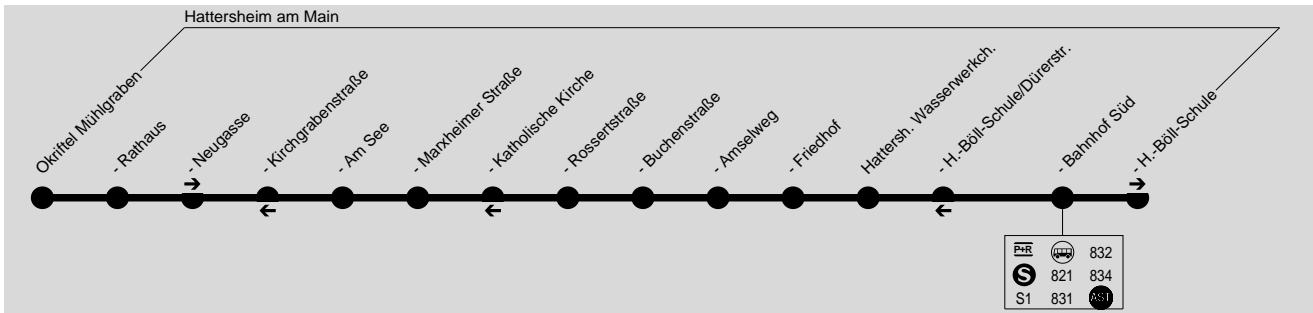 Hattersheim am Main
Okriftel Mühlgraben
- Rathaus
- Neugasse
- Kirchgrabenstraße
- Am See
- Marxheimer Straße
- Katholische Kirche
- Rossertstraße
- Buchenstraße
- Amselweg
- Friedhof
Hattersh. Wasserwerkch.
- H.-Böll-Schule/Dürerstr.
- Bahnhof Süd
- H.-Böll-Schule
P+R 832
S 821 834
S1 831 AST